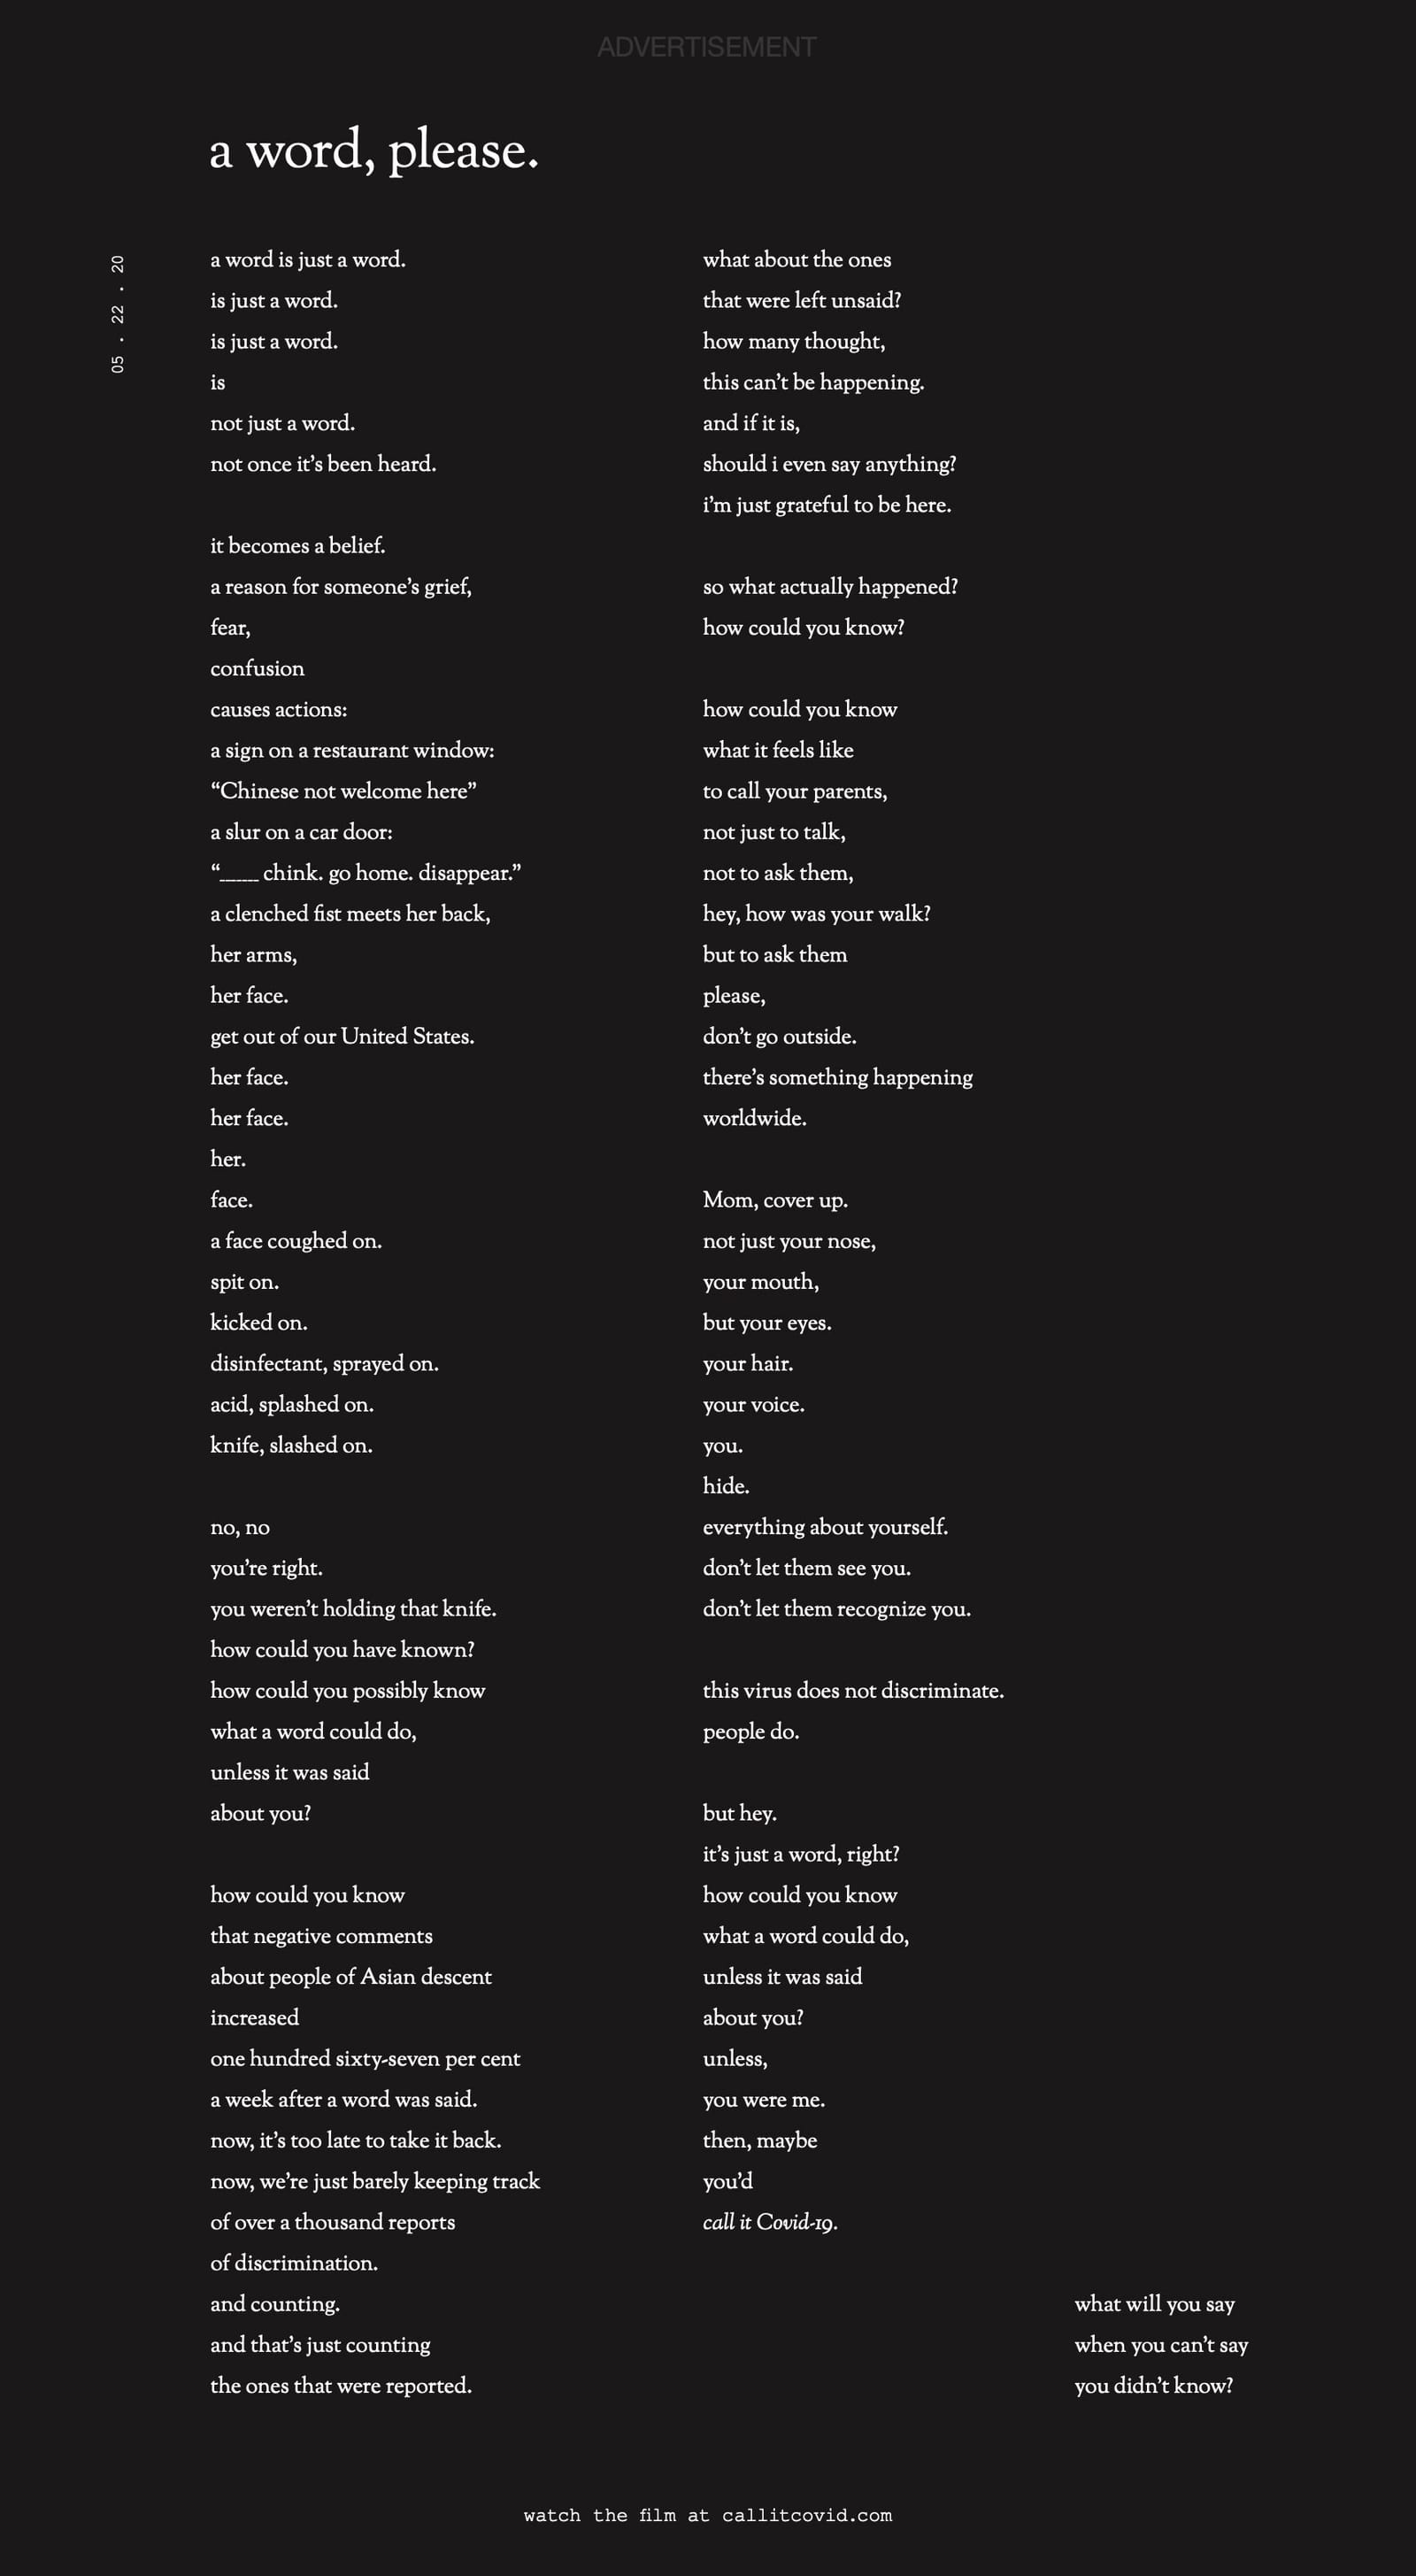 ADVERTISEMENT
a word, please.
05 . 22 . 20
a word is just a word.
is just a word.
is just a word.
is
not just a word.
not once it’s been heard.
it becomes a belief.
a reason for someone’s grief,
fear,
confusion
causes actions:
a sign on a restaurant window:
“Chinese not welcome here”
a slur on a car door:
“______ chink. go home. disappear.”
a clenched fist meets her back,
her arms,
her face.
get out of our United States.
her face.
her face.
her.
face.
a face coughed on.
spit on.
kicked on.
disinfectant, sprayed on.
acid, splashed on.
knife, slashed on.
no, no
you’re right.
you weren’t holding that knife.
how could you have known?
how could you possibly know
what a word could do,
unless it was said
about you?
how could you know
that negative comments
about people of Asian descent
increased
one hundred sixty-seven per cent
a week after a word was said.
now, it’s too late to take it back.
now, we’re just barely keeping track
of over a thousand reports
of discrimination.
and counting.
and that’s just counting
the ones that were reported.
what about the ones
that were left unsaid?
how many thought,
this can’t be happening.
and if it is,
should i even say anything?
i’m just grateful to be here.
so what actually happened?
how could you know?
how could you know
what it feels like
to call your parents,
not just to talk,
not to ask them,
hey, how was your walk?
but to ask them
please,
don’t go outside.
there’s something happening
worldwide.
Mom, cover up.
not just your nose,
your mouth,
but your eyes.
your hair.
your voice.
you.
hide.
everything about yourself.
don’t let them see you.
don’t let them recognize you.
this virus does not discriminate.
people do.
but hey.
it’s just a word, right?
how could you know
what a word could do,
unless it was said
about you?
unless,
you were me.
then, maybe
you’d
call it Covid-19.
what will you say
when you can’t say
you didn’t know?
watch the film at callitcovid.com